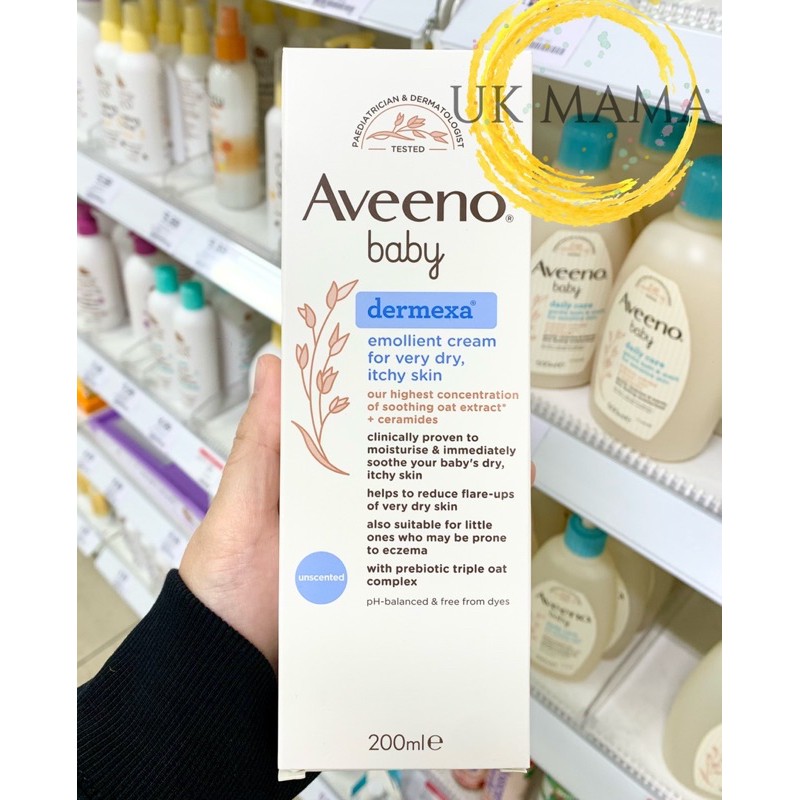 UK MAMA
PAEDIATRICIAN & DERMATOLOGIST
TESTED
Aveeno®
baby
dermexa®
emollient cream
for very dry,
itchy skin
our highest concentration
of soothing oat extract*
+ ceramides
clinically proven to
moisturise & immediately
soothe your baby's dry,
itchy skin
helps to reduce flare-ups
of very dry skin
also suitable for little
ones who may be prone
to eczema
with prebiotic triple oat
complex
unscented
pH-balanced & free from dyes
200ml℮
Aveeno
baby
daily care
Aveeno
baby
daily care
Aveeno
baby